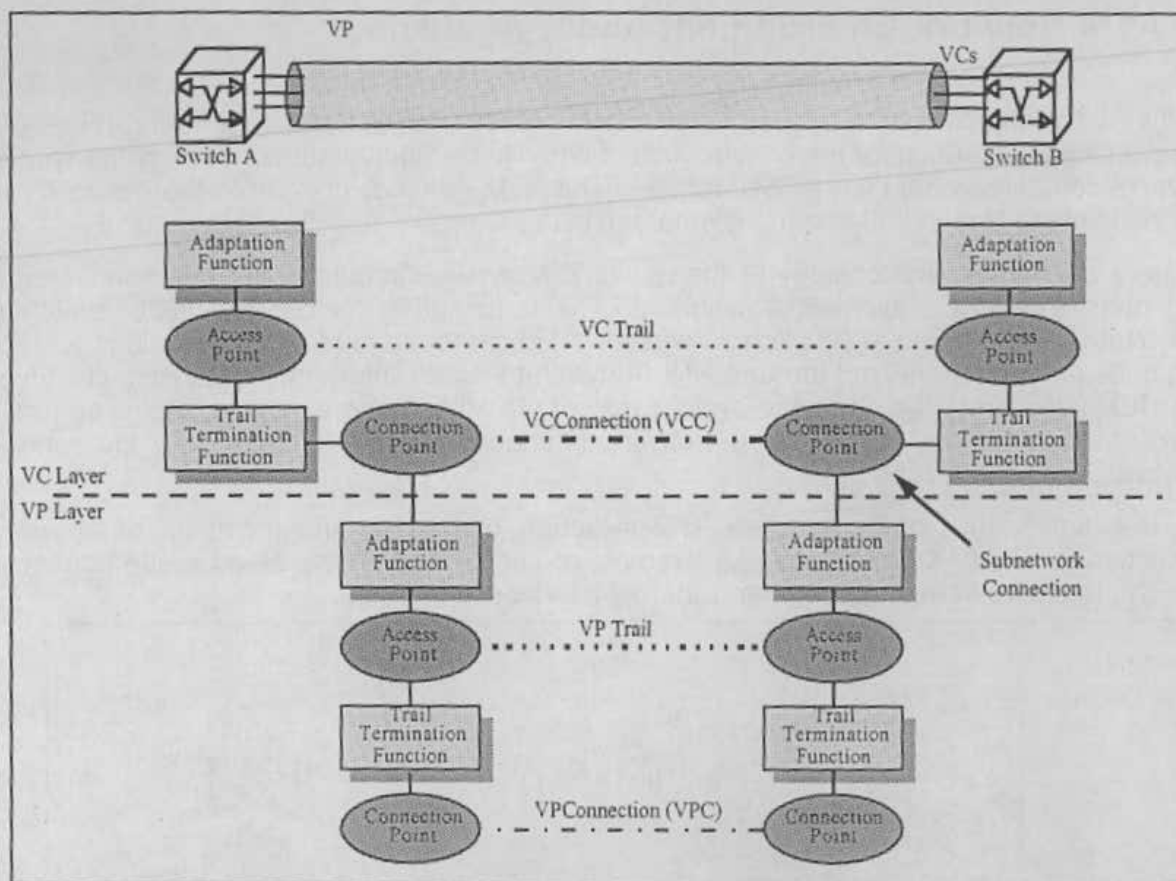 VP
VCs
Switch A
Switch B
Adaptation
Function
Adaptation
Function
Access
Point
VC Trail
Access
Point
Trail
Termination
Function
Connection
Point
VCConnection (VCC)
Connection
Point
Trail
Termination
Function
VC Layer
VP Layer
Adaptation
Function
Adaptation
Function
Subnetwork
Connection
Access
Point
VP Trail
Access
Point
Trail
Termination
Function
Trail
Termination
Function
Connection
Point
VPConnection (VPC)
Connection
Point